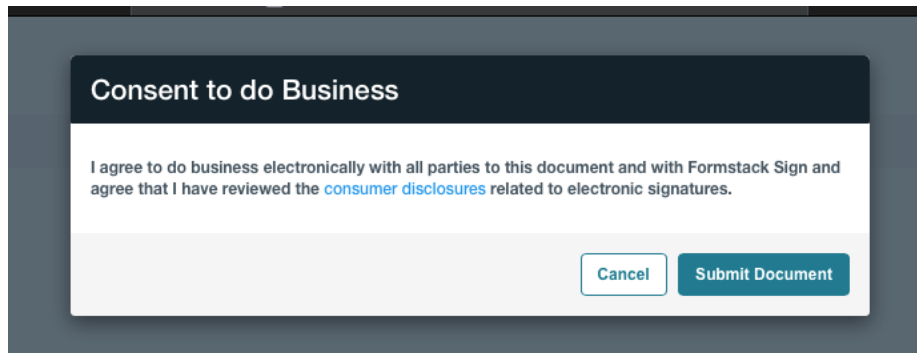 Consent to do Business
I agree to do business electronically with all parties to this document and with Formstack Sign and
agree that I have reviewed the consumer disclosures related to electronic signatures.
Cancel
Submit Document